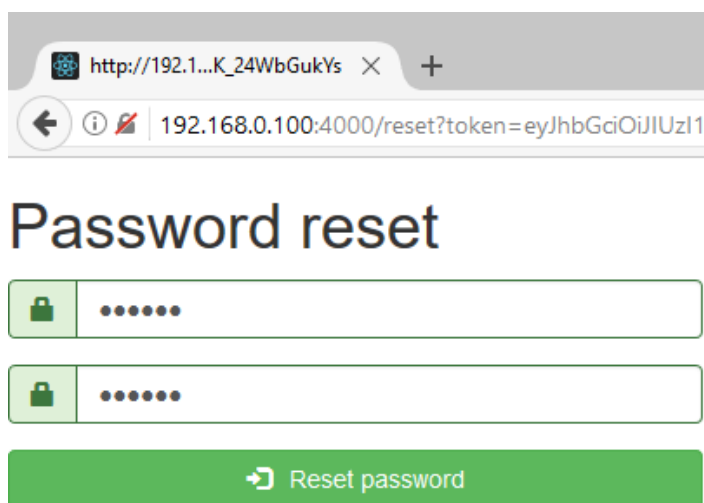 http://192.1...K_24WbGukYs
192.168.0.100:4000/reset?token=eyJhbGciOiJIUzI1
Password reset
••••••
••••••
Reset password